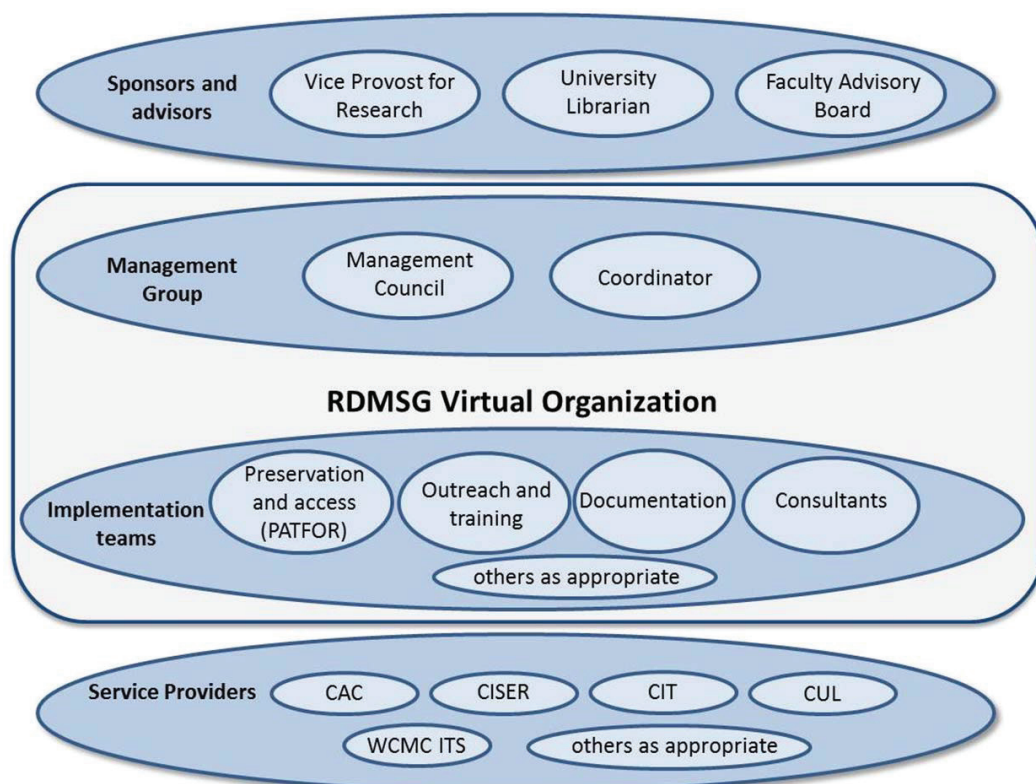 Sponsors and
advisors
Vice Provost for
Research
University
Librarian
Faculty Advisory
Board
Management
Group
Management
Council
Coordinator
RDMSG Virtual Organization
Implementation
teams
Preservation
and access
(PATFOR)
Outreach and
training
Documentation
Consultants
others as appropriate
Service Providers
CAC
CISER
CIT
CUL
WCMC ITS
others as appropriate